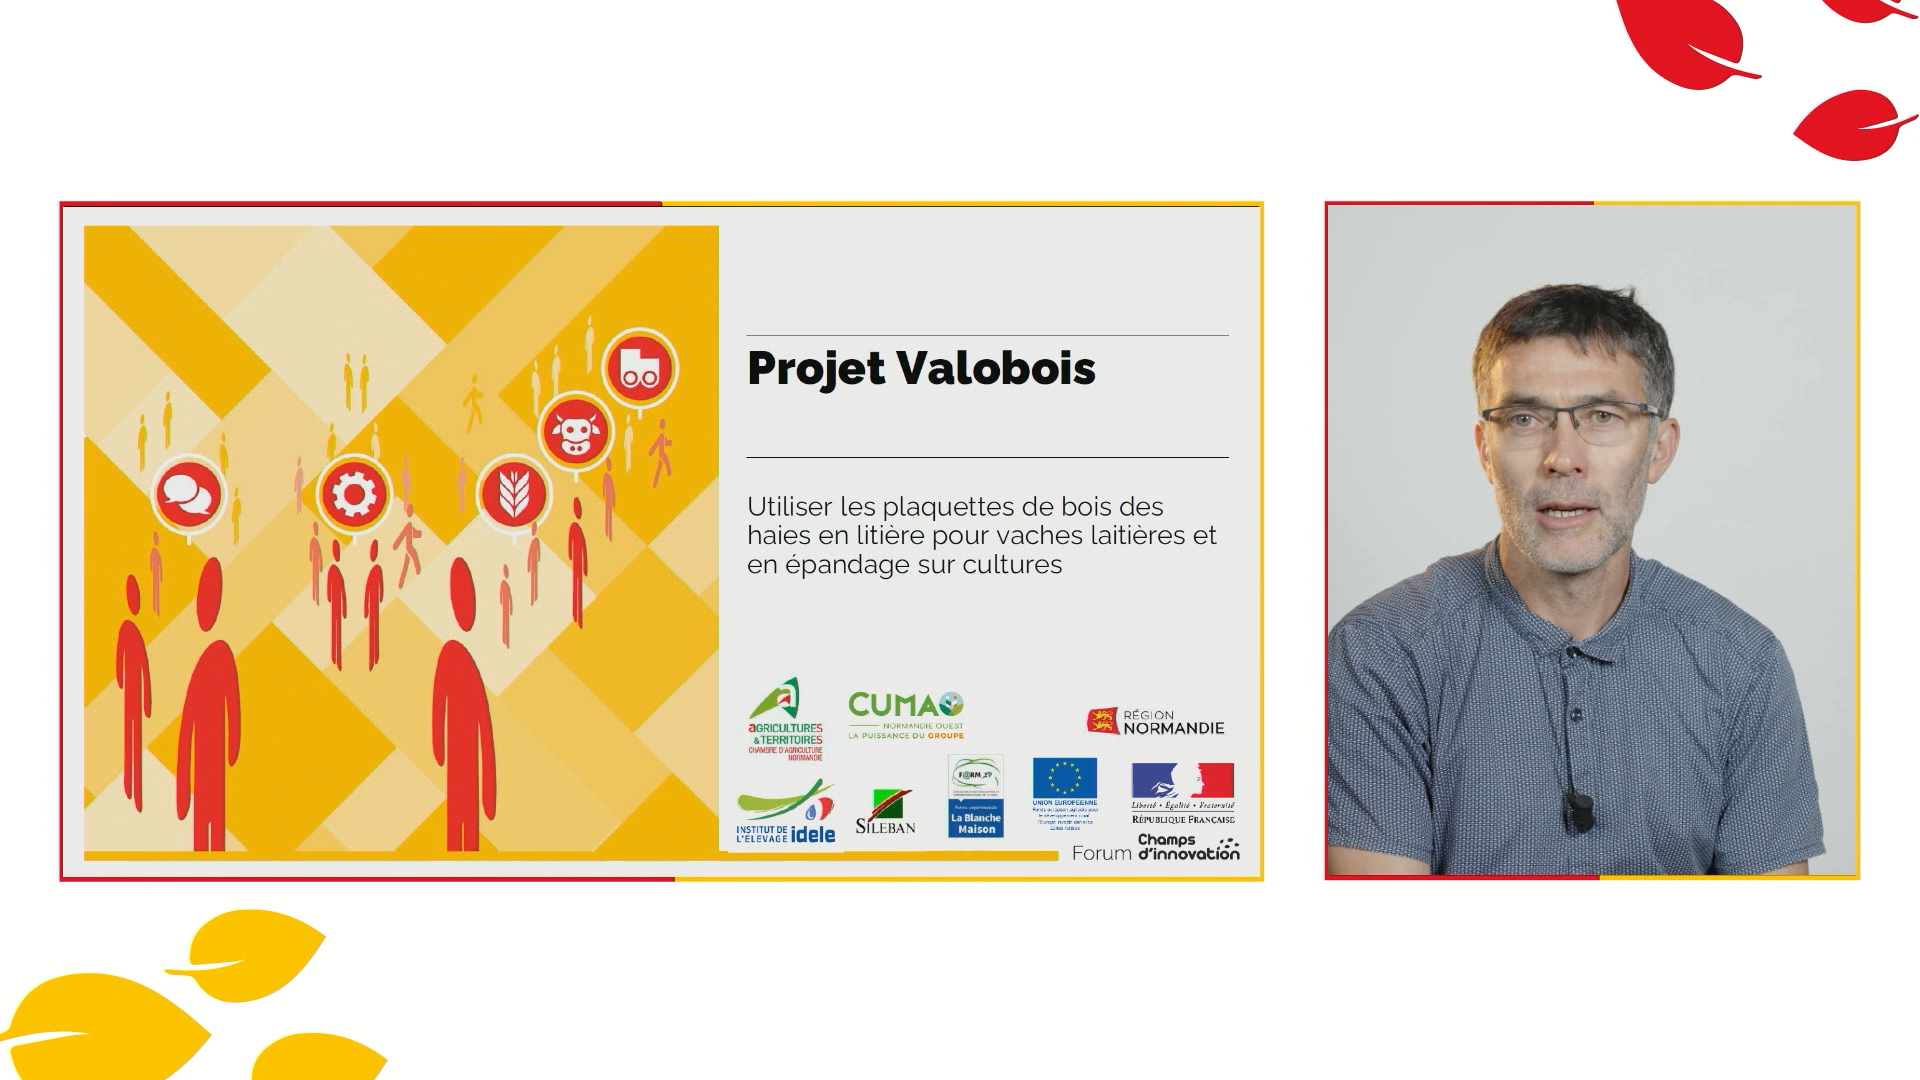 Projet Valobois
Utiliser les plaquettes de bois des
haies en litière pour vaches laitières et
en épandage sur cultures
AGRICULTURES
& TERRITOIRES
CHAMBRE D'AGRICULTURE
NORMANDIE
CUMA
NORMANDIE OUEST
LA PUISSANCE DU GROUPE
RÉGION
NORMANDIE
INSTITUT DE
L'ÉLEVAGE idele
SILEBAN
La Blanche
Maison
UNION EUROPÉENNE
Liberté • Égalité • Fraternité
RÉPUBLIQUE FRANÇAISE
Forum Champs
d'innovation